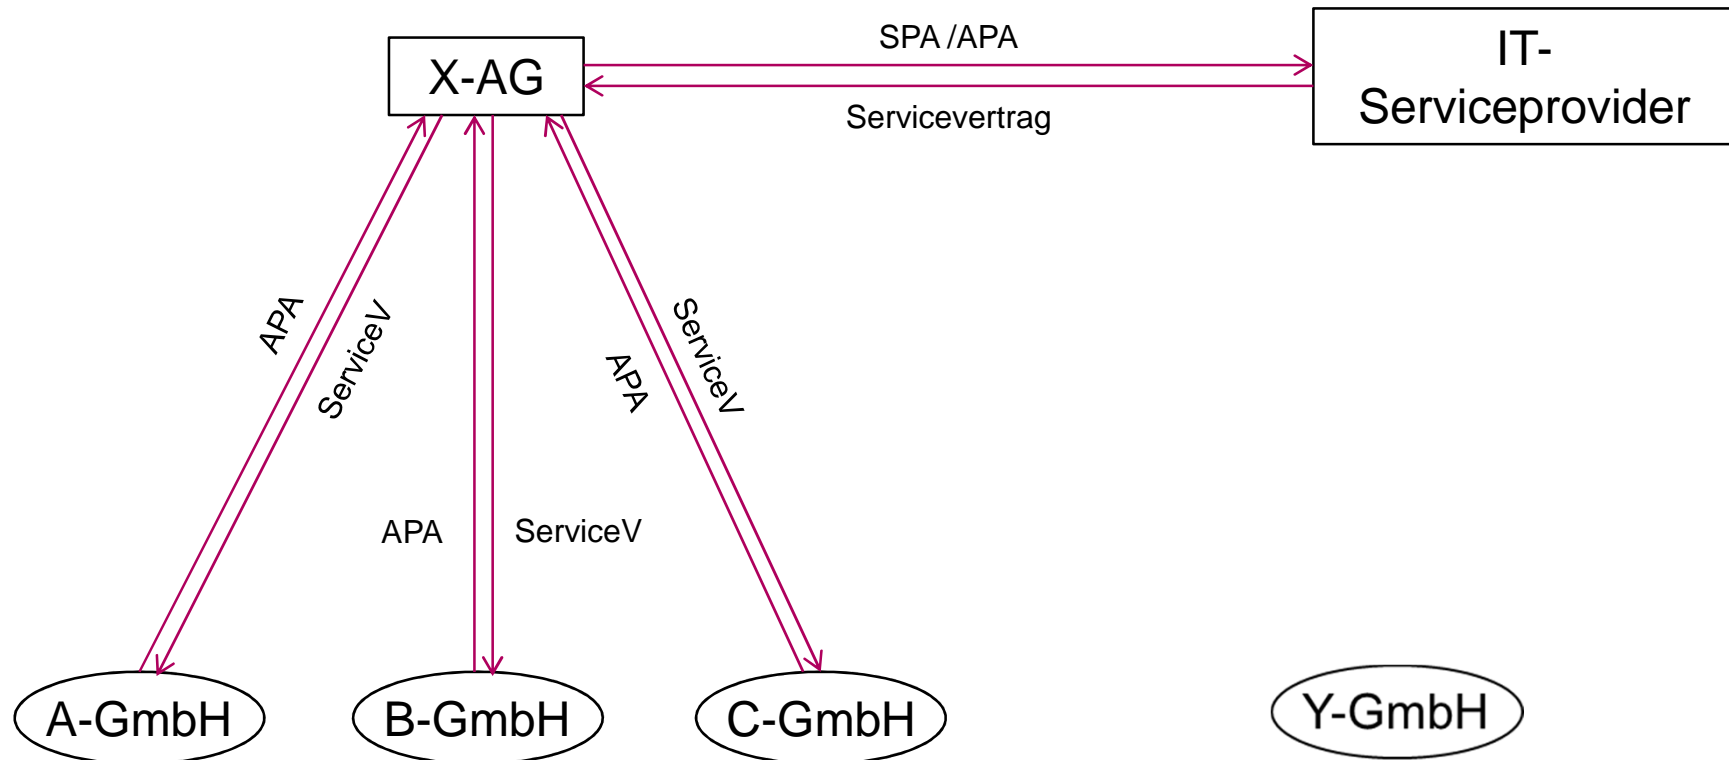 SPA /APA
X-AG
IT-
Serviceprovider
Servicevertrag
APA
ServiceV
ServiceV
APA
APA
ServiceV
A-GmbH
B-GmbH
C-GmbH
Y-GmbH